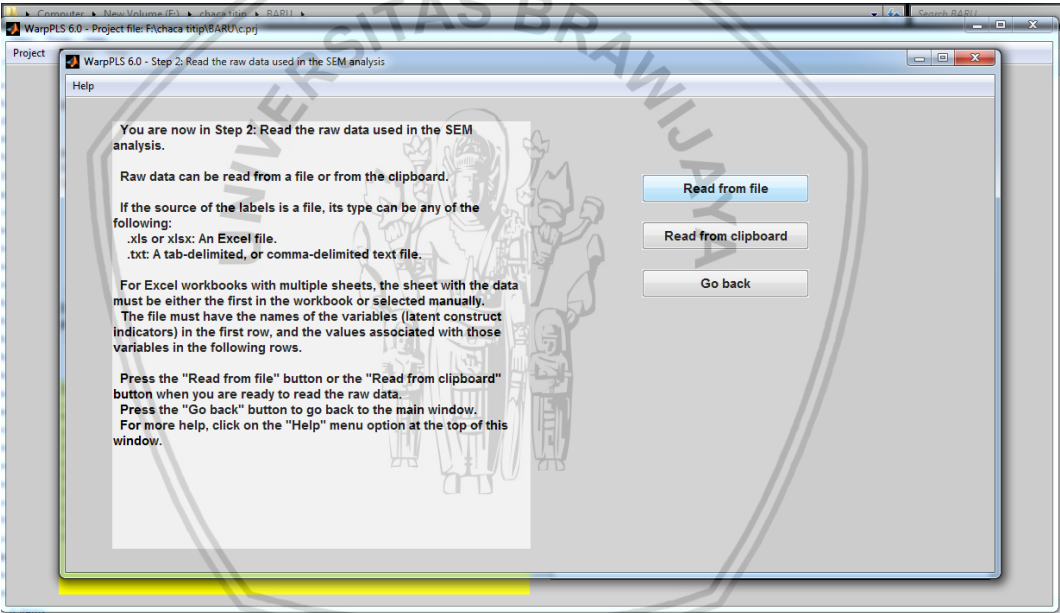 Computer ▸ New Volume (F:) ▸ chaca titip ▸ BARU ▸
Search BARU
WarpPLS 6.0 - Project file: F:\chaca titip\BARU\c.prj
Project
WarpPLS 6.0 - Step 2: Read the raw data used in the SEM analysis
Help
You are now in Step 2: Read the raw data used in the SEM
analysis.
Raw data can be read from a file or from the clipboard.
If the source of the labels is a file, its type can be any of the
following:
.xls or xlsx: An Excel file.
.txt: A tab-delimited, or comma-delimited text file.
For Excel workbooks with multiple sheets, the sheet with the data
must be either the first in the workbook or selected manually.
The file must have the names of the variables (latent construct
indicators) in the first row, and the values associated with those
variables in the following rows.
Press the "Read from file" button or the "Read from clipboard"
button when you are ready to read the raw data.
Press the "Go back" button to go back to the main window.
For more help, click on the "Help" menu option at the top of this
window.
Read from file
Read from clipboard
Go back
UNIVERSITAS BRAWIJAYA